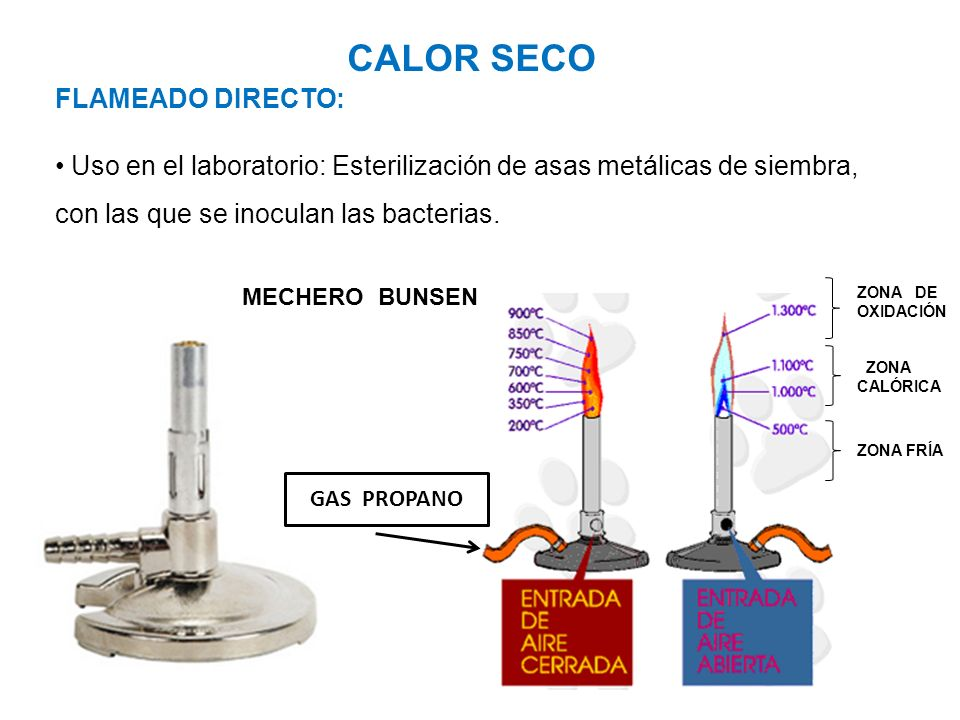 CALOR SECO
FLAMEADO DIRECTO:
• Uso en el laboratorio: Esterilización de asas metálicas de siembra,
con las que se inoculan las bacterias.
MECHERO BUNSEN
900ºC
850ºC
750ºC
700ºC
600ºC
350ºC
200ºC
1.300ºC
1.100ºC
1.000ºC
500ºC
ZONA DE
OXIDACIÓN
ZONA
CALÓRICA
ZONA FRÍA
GAS PROPANO
ENTRADA
DE
AIRE
CERRADA
ENTRADA
DE
AIRE
ABIERTA